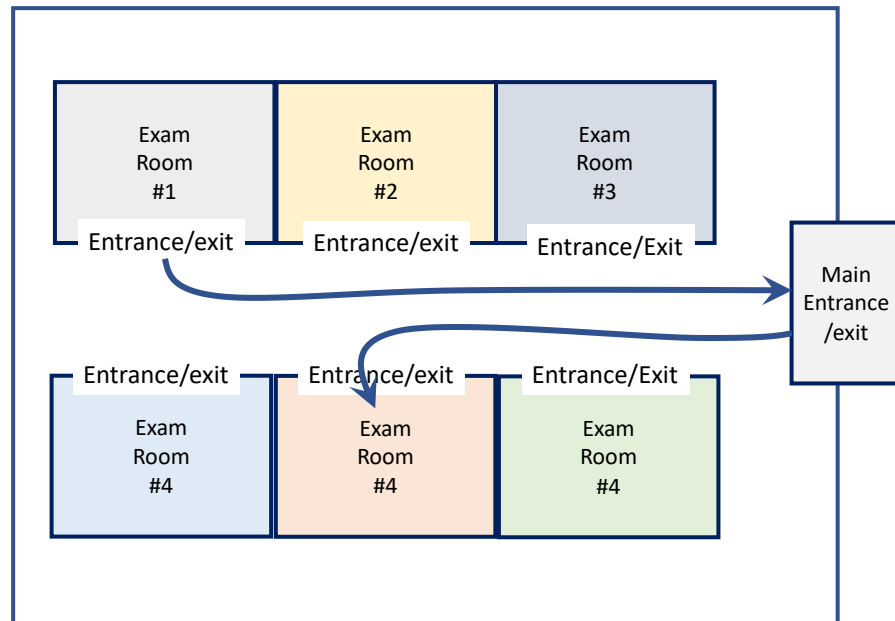 Exam
Room
#1
Exam
Room
#2
Exam
Room
#3
Entrance/exit
Entrance/exit
Entrance/Exit
Main
Entrance
/exit
Entrance/exit
Entrance/exit
Entrance/Exit
Exam
Room
#4
Exam
Room
#4
Exam
Room
#4